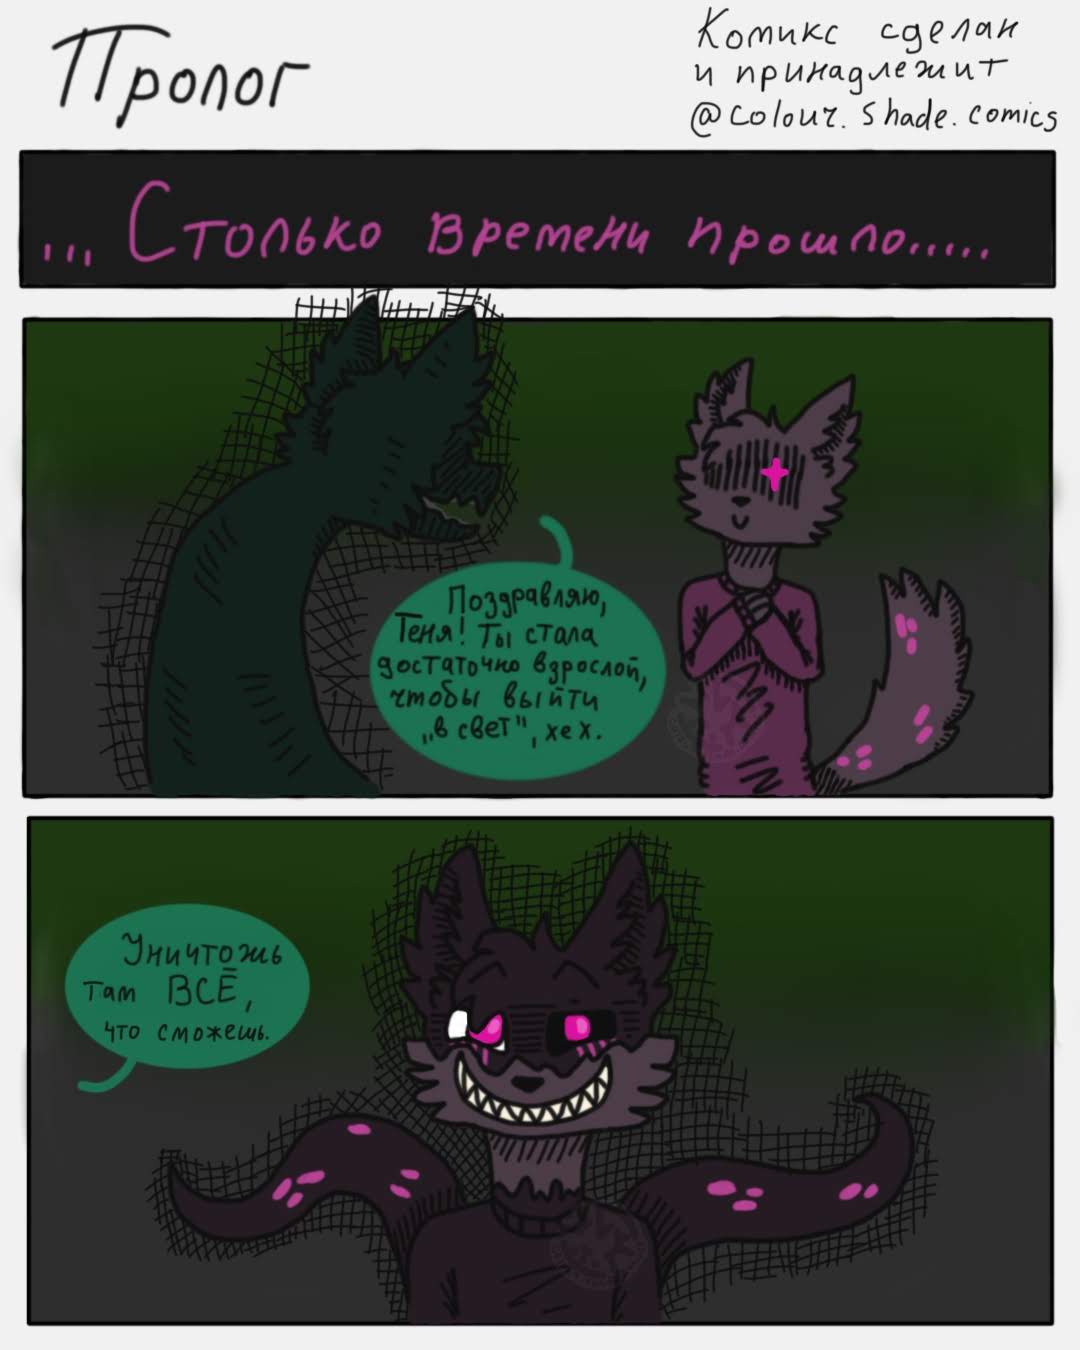 Пролог
Комикс сделан
и принадлежит
@colour.shade.comics
... Столько времени прошло.....
Поздравляю,
Теня! Ты стала
достаточно взрослой,
чтобы выйти
„в свет", хех.
Уничтожь
там ВСЁ,
что сможешь.